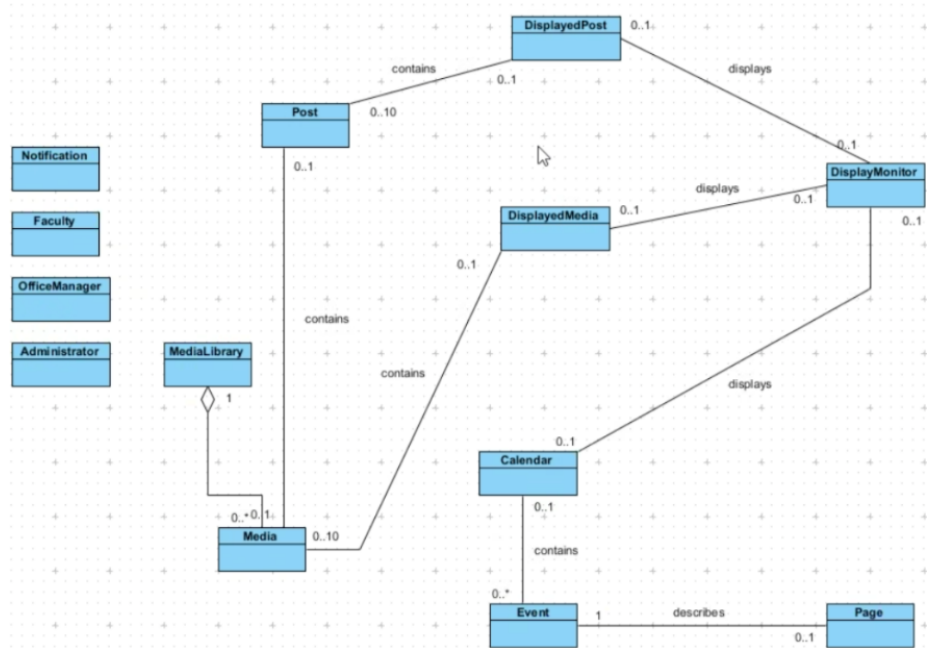 DisplayedPost
0..1
contains
displays
0..1
Post
0..10
0..1
0..1
Notification
DisplayMonitor
displays
0..1
0..1
0..1
Faculty
DisplayedMedia
0..1
OfficeManager
contains
Administrator
MediaLibrary
contains
displays
1
0..1
Calendar
0..1
0..*
0..1
Media
0..10
contains
0..*
Event
1
describes
Page
0..1